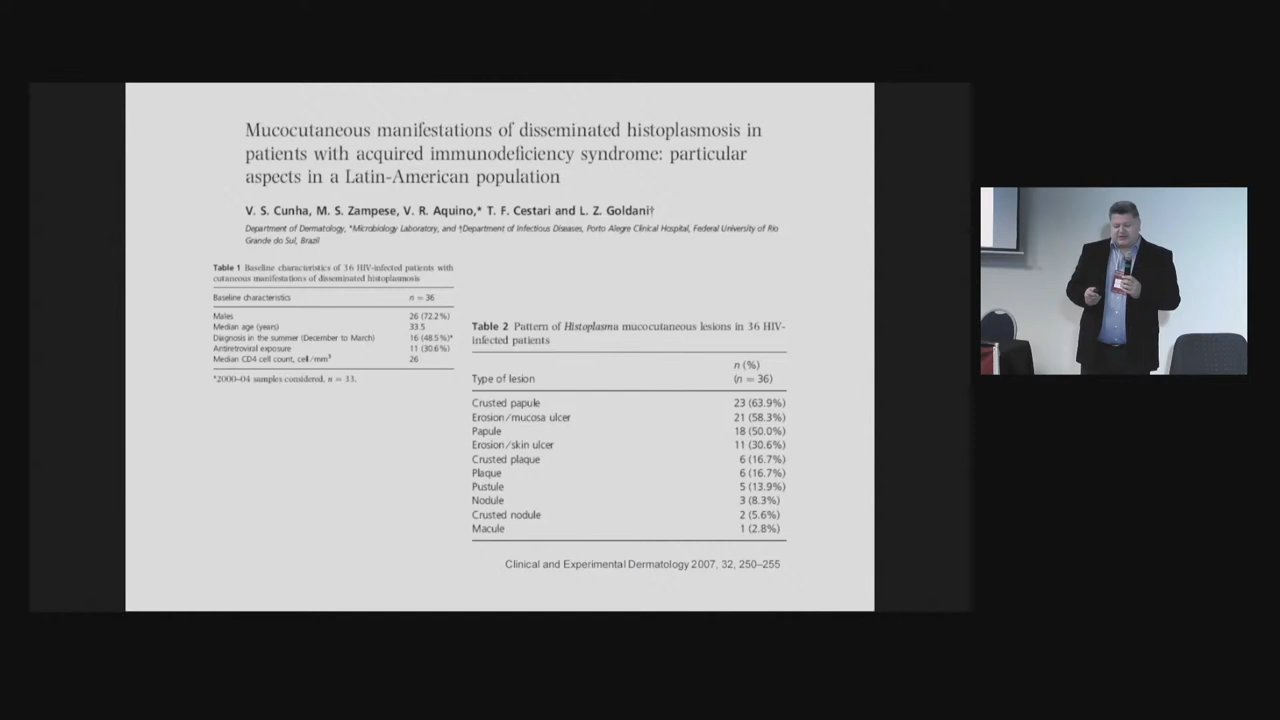 Mucocutaneous manifestations of disseminated histoplasmosis in
patients with acquired immunodeficiency syndrome: particular
aspects in a Latin-American population
V. S. Cunha, M. S. Zampese, V. R. Aquino,* T. F. Cestari and L. Z. Goldani†
Department of Dermatology, *Microbiology Laboratory, and †Department of Infectious Diseases, Porto Alegre Clinical Hospital, Federal University of Rio
Grande do Sul, Brazil
Table 1 Baseline characteristics of 36 HIV-infected patients with
cutaneous manifestations of disseminated histoplasmosis
Baseline characteristics n = 36
Males 26 (72.2%)
Median age (years) 33.5
Diagnosis in the summer (December to March) 16 (48.5%)*
Antiretroviral exposure 11 (30.6%)
Median CD4 cell count, cell/mm³ 26
*2000–04 samples considered, n = 33.
Table 2 Pattern of Histoplasma mucocutaneous lesions in 36 HIV-
infected patients
n (%)
Type of lesion (n = 36)
Crusted papule 23 (63.9%)
Erosion/mucosa ulcer 21 (58.3%)
Papule 18 (50.0%)
Erosion/skin ulcer 11 (30.6%)
Crusted plaque 6 (16.7%)
Plaque 6 (16.7%)
Pustule 5 (13.9%)
Nodule 3 (8.3%)
Crusted nodule 2 (5.6%)
Macule 1 (2.8%)
Clinical and Experimental Dermatology 2007, 32, 250–255